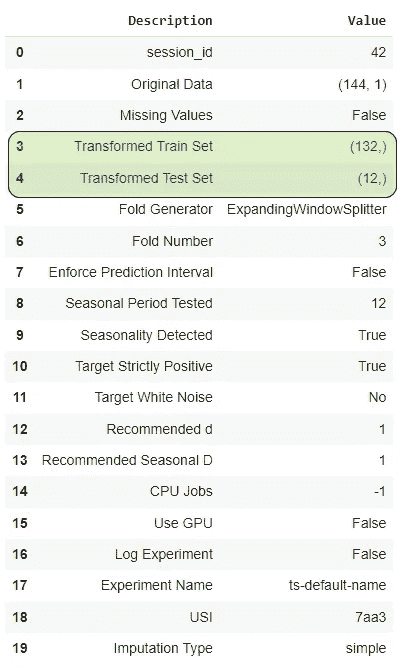 Description Value
0 session_id 42
1 Original Data (144, 1)
2 Missing Values False
3 Transformed Train Set (132,)
4 Transformed Test Set (12,)
5 Fold Generator ExpandingWindowSplitter
6 Fold Number 3
7 Enforce Prediction Interval False
8 Seasonal Period Tested 12
9 Seasonality Detected True
10 Target Strictly Positive True
11 Target White Noise No
12 Recommended d 1
13 Recommended Seasonal D 1
14 CPU Jobs -1
15 Use GPU False
16 Log Experiment False
17 Experiment Name ts-default-name
18 USI 7aa3
19 Imputation Type simple